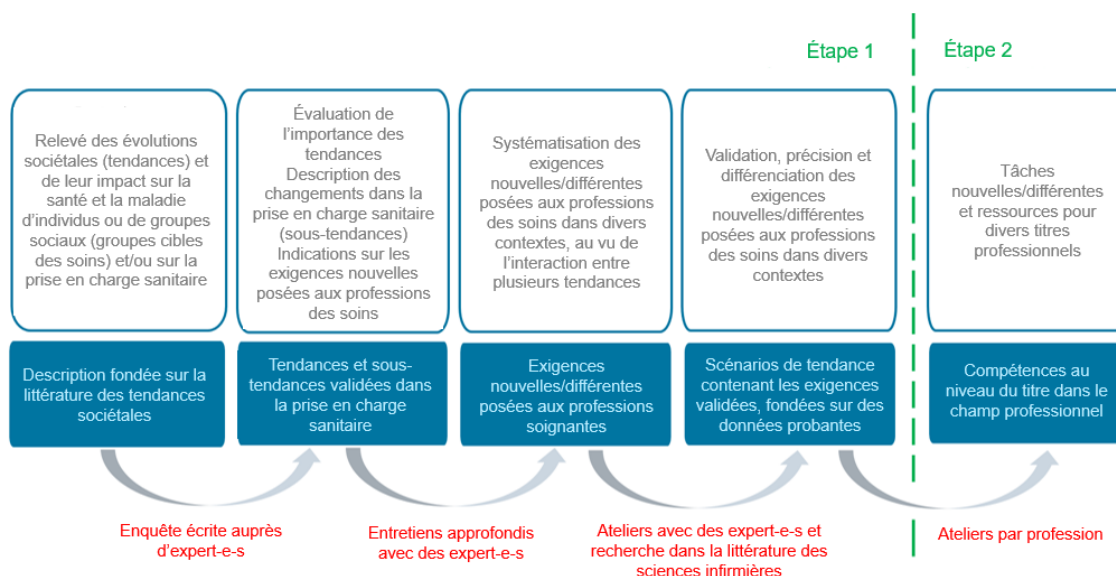 Étape 1
Étape 2
Relevé des évolutions
sociétales (tendances) et
de leur impact sur la
santé et la maladie
d'individus ou de groupes
sociaux (groupes cibles
des soins) et/ou sur la
prise en charge sanitaire
Évaluation de
l'importance des
tendances
Description des
changements dans la
prise en charge sanitaire
(sous-tendances)
Indications sur les
exigences nouvelles
posées aux professions
des soins
Systématisation des
exigences
nouvelles/différentes
posées aux professions
des soins dans divers
contextes, au vu de
l'interaction entre
plusieurs tendances
Validation, précision et
différenciation des
exigences
nouvelles/différentes
posées aux professions
des soins dans divers
contextes
Tâches
nouvelles/différentes
et ressources pour
divers titres
professionnels
Description fondée sur la
littérature des tendances
sociétales
Tendances et sous-
tendances validées dans
la prise en charge
sanitaire
Exigences
nouvelles/différentes
posées aux professions
soignantes
Scénarios de tendance
contenant les exigences
validées, fondées sur des
données probantes
Compétences au
niveau du titre dans le
champ professionnel
Enquête écrite auprès
d'expert-e-s
Entretiens approfondis
avec des expert-e-s
Ateliers avec des expert-e-s et
recherche dans la littérature des
sciences infirmières
Ateliers par profession